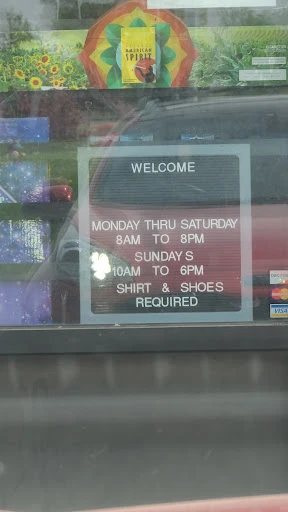 AMERICAN
SPIRIT
WELCOME
MONDAY THRU SATURDAY
8AM TO 8PM
SUNDAYS
10AM TO 6PM
SHIRT & SHOES
REQUIRED
VISA